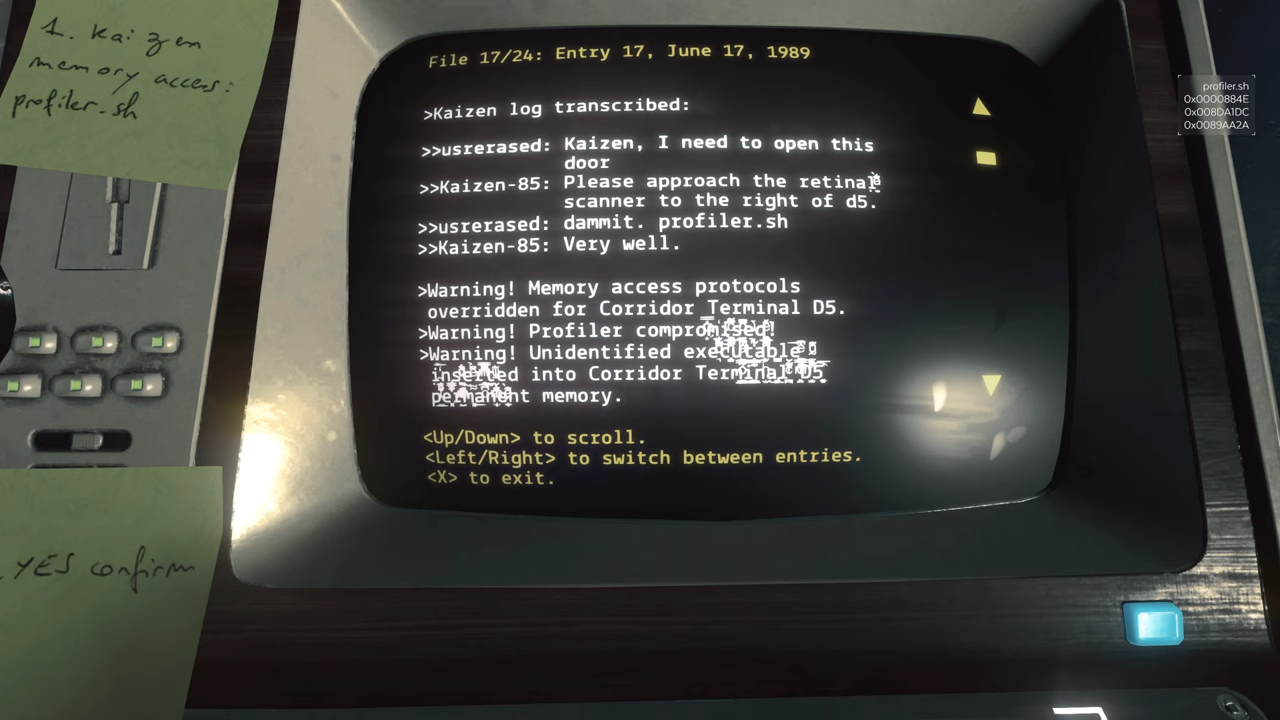 1. Kaizen
memory access:
profiler.sh
File 17/24: Entry 17, June 17, 1989
>Kaizen log transcribed:
>>usrerased: Kaizen, I need to open this
door
>>Kaizen-85: Please approach the retinal
scanner to the right of d5.
>>usrerased: dammit. profiler.sh
>>Kaizen-85: Very well.
>Warning! Memory access protocols
overridden for Corridor Terminal D5.
>Warning! Profiler compromised!
>Warning! Unidentified executable
inserted into Corridor Terminal D5
permanent memory.
<Up/Down> to scroll.
<Left/Right> to switch between entries.
<X> to exit.
profiler.sh
0x0000884E
0x008DA1DC
0x0089AA2A
. YES confirm